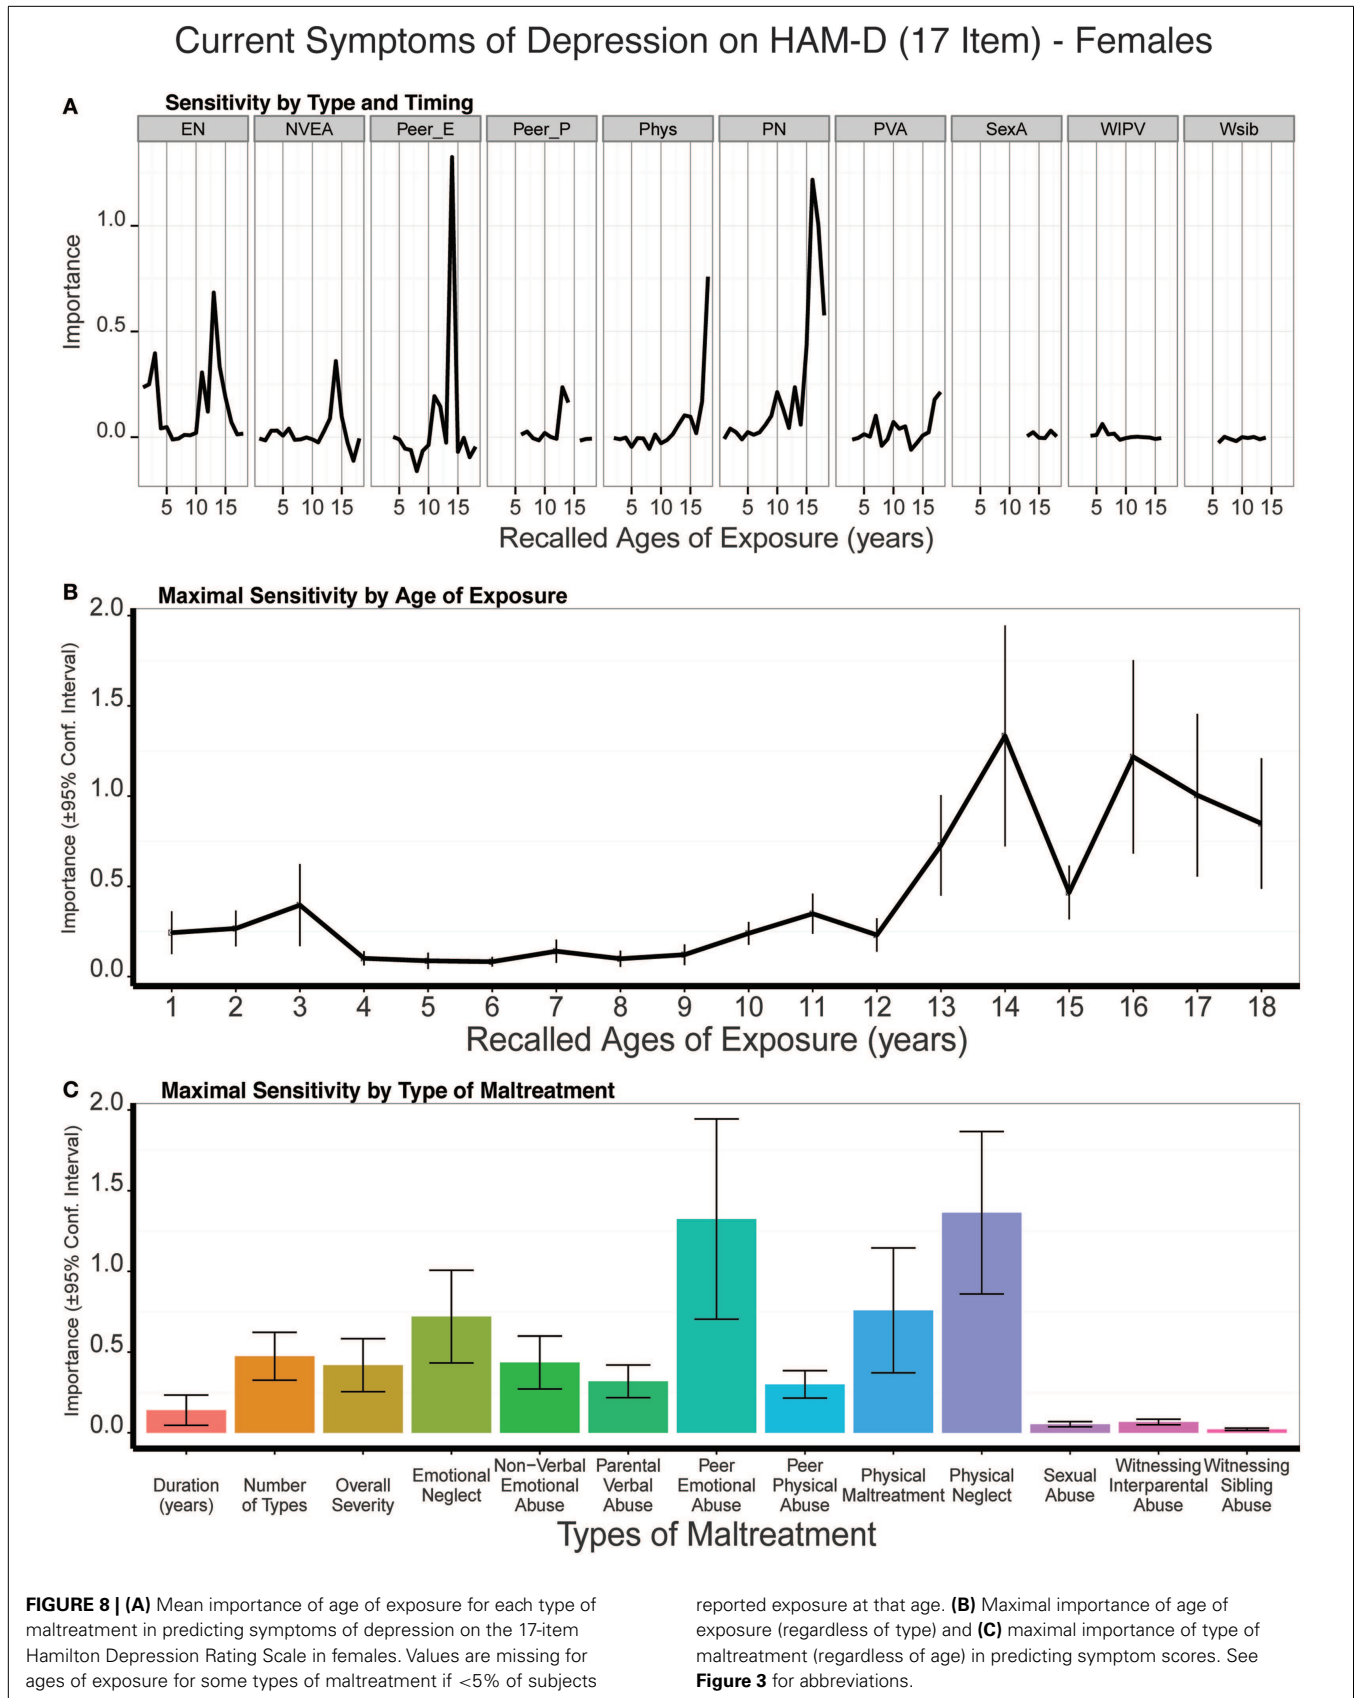 Current Symptoms of Depression on HAM-D (17 Item) - Females
A
Sensitivity by Type and Timing
EN NVEA Peer_E Peer_P Phys PN PVA SexA WIPV Wsib
Importance
1.0
0.5
0.0
5 10 15 5 10 15 5 10 15 5 10 15 5 10 15 5 10 15 5 10 15 5 10 15 5 10 15 5 10 15
Recalled Ages of Exposure (years)
B
Maximal Sensitivity by Age of Exposure
Importance (±95% Conf. Interval)
2.0
1.5
1.0
0.5
0.0
1 2 3 4 5 6 7 8 9 10 11 12 13 14 15 16 17 18
Recalled Ages of Exposure (years)
C
Maximal Sensitivity by Type of Maltreatment
Importance (±95% Conf. Interval)
2.0
1.5
1.0
0.5
0.0
Duration
(years)
Number
of Types
Overall
Severity
Emotional
Neglect
Non−Verbal
Emotional
Abuse
Parental
Verbal
Abuse
Peer
Emotional
Abuse
Peer
Physical
Abuse
Physical
Maltreatment
Physical
Neglect
Sexual
Abuse
Witnessing
Interparental
Abuse
Witnessing
Sibling
Abuse
Types of Maltreatment
FIGURE 8 | (A) Mean importance of age of exposure for each type of
maltreatment in predicting symptoms of depression on the 17-item
Hamilton Depression Rating Scale in females. Values are missing for
ages of exposure for some types of maltreatment if <5% of subjects
reported exposure at that age. (B) Maximal importance of age of
exposure (regardless of type) and (C) maximal importance of type of
maltreatment (regardless of age) in predicting symptom scores. See
Figure 3 for abbreviations.